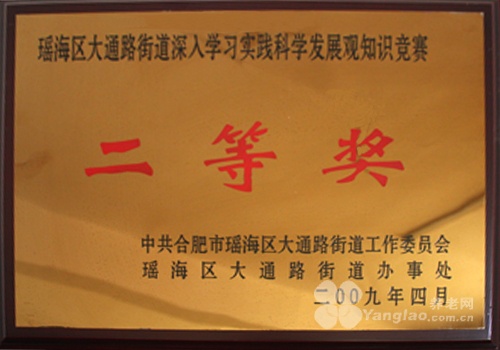 瑶海区大通路街道深入学习实践科学发展观知识竞赛
二等奖
中共合肥市瑶海区大通路街道工作委员会
瑶海区大通路街道办事处
二00九年四月
养老网
Yanglao.com.cn